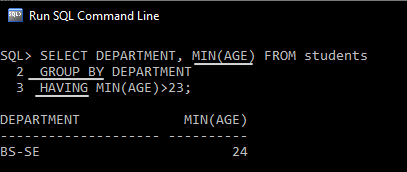 Run SQL Command Line
SQL> SELECT DEPARTMENT, MIN(AGE) FROM students
2 GROUP BY DEPARTMENT
3 HAVING MIN(AGE)>23;
DEPARTMENT MIN(AGE)
-------------------- ----------
BS-SE 24